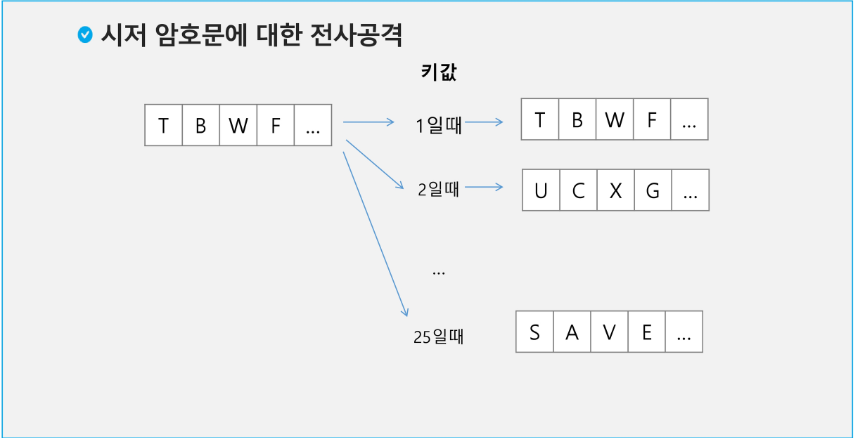 시저 암호문에 대한 전사공격
키값
T B W F ... 1일때 T B W F ...
2일때 U C X G ...
...
25일때 S A V E ...